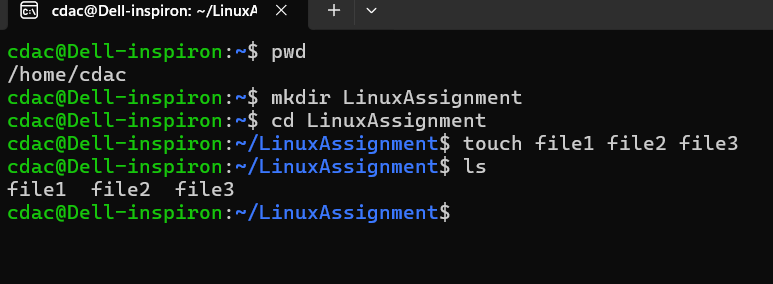 cdac@Dell-inspiron: ~/LinuxA
cdac@Dell-inspiron:~$ pwd
/home/cdac
cdac@Dell-inspiron:~$ mkdir LinuxAssignment
cdac@Dell-inspiron:~$ cd LinuxAssignment
cdac@Dell-inspiron:~/LinuxAssignment$ touch file1 file2 file3
cdac@Dell-inspiron:~/LinuxAssignment$ ls
file1  file2  file3
cdac@Dell-inspiron:~/LinuxAssignment$